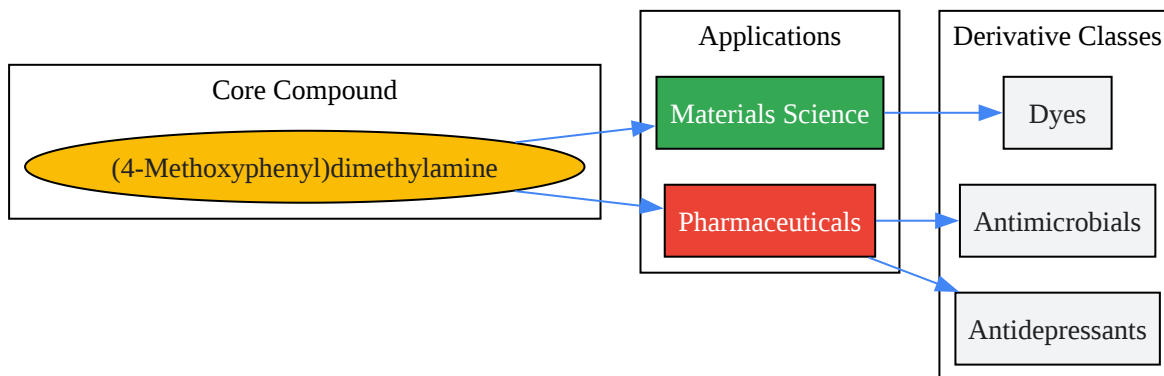 Core Compound
(4-Methoxyphenyl)dimethylamine
Applications
Materials Science
Pharmaceuticals
Derivative Classes
Dyes
Antimicrobials
Antidepressants